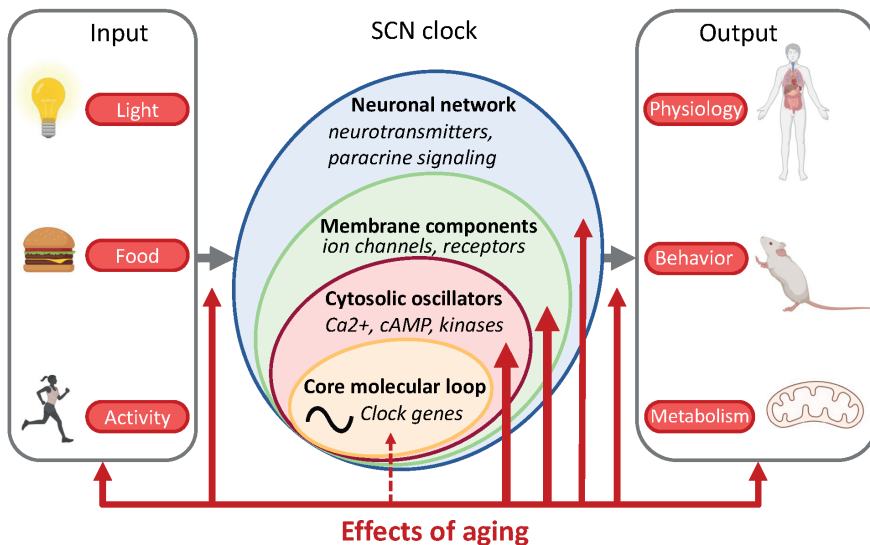 Input
SCN clock
Output
Light
Food
Activity
Neuronal network
neurotransmitters,
paracrine signaling
Membrane components
ion channels, receptors
Cytosolic oscillators
Ca2+, cAMP, kinases
Core molecular loop
Clock genes
Physiology
Behavior
Metabolism
Effects of aging